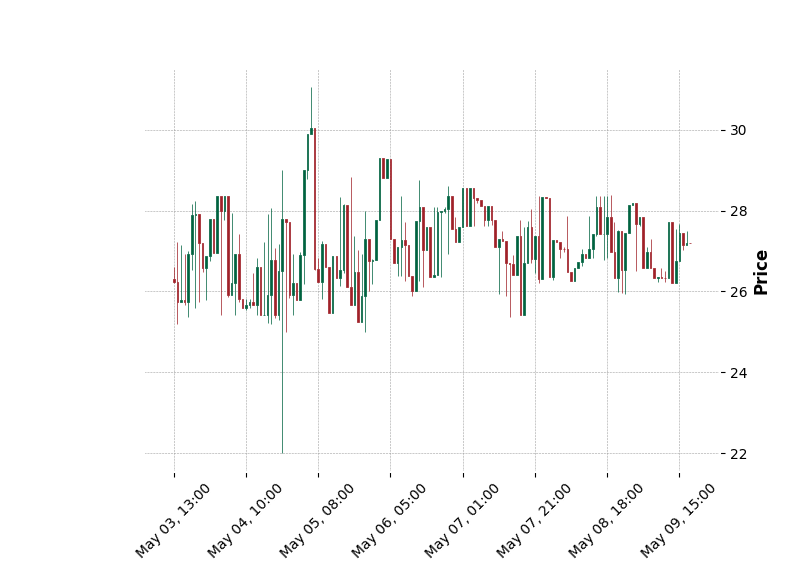 30
28
26
24
22
Price
May 03, 13:00
May 04, 10:00
May 05, 08:00
May 06, 05:00
May 07, 01:00
May 07, 21:00
May 08, 18:00
May 09, 15:00